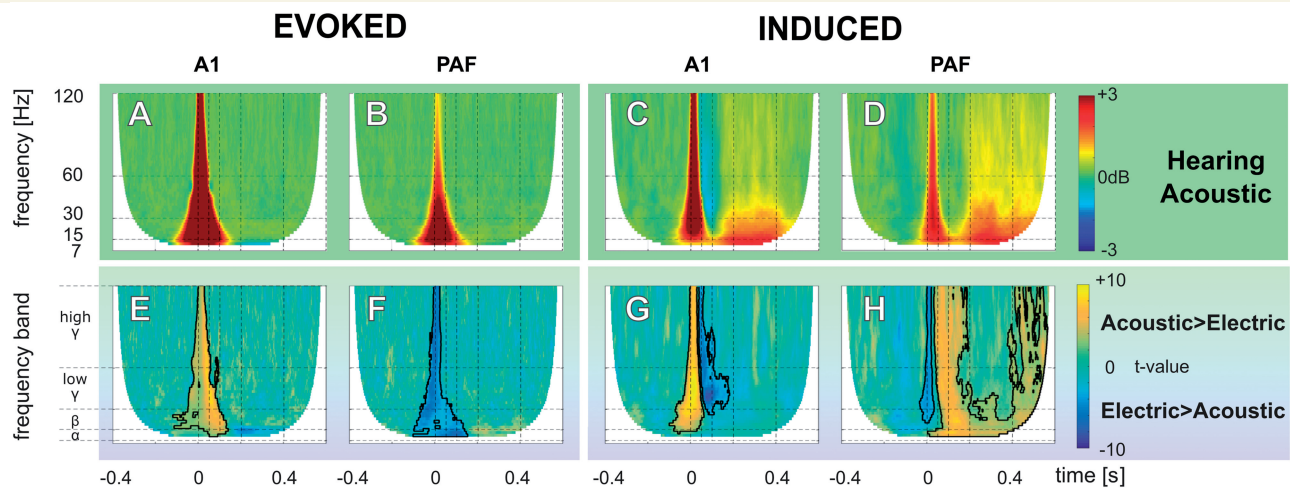 EVOKED INDUCED
A1 PAF A1 PAF
frequency [Hz]
120
60
30
15
7
A B C D
+3
0dB
-3
Hearing
Acoustic
frequency band
high
γ
low
γ
β
α
E F G H
+10
Acoustic>Electric
0 t-value
Electric>Acoustic
-10
-0.4 0 0.4 -0.4 0 0.4 -0.4 0 0.4 -0.4 0 0.4 time [s]